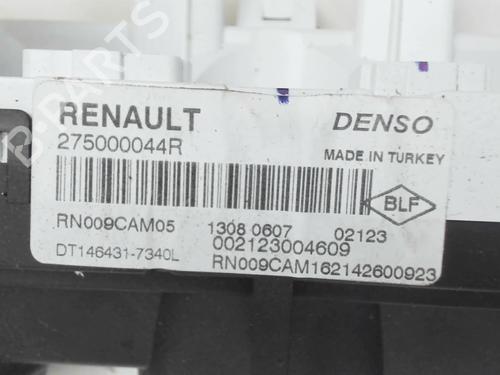 RENAULT
DENSO
275000044R
MADE IN TURKEY
BLF
RN009CAM05 1308 0607 02123
002123004609
DT146431-7340L
RN009CAM162142600923